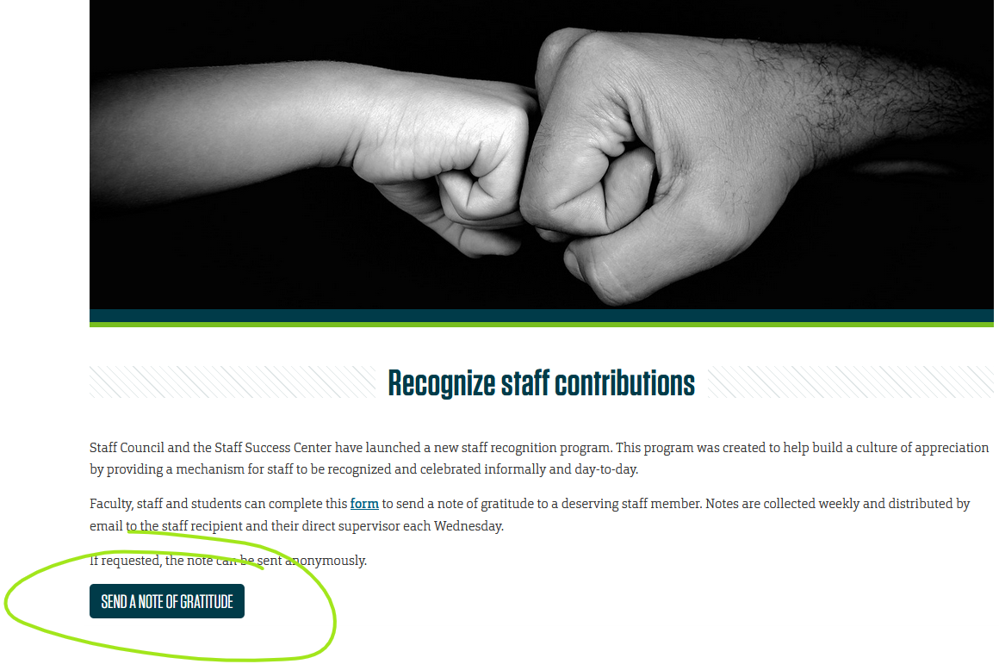 Recognize staff contributions
Staff Council and the Staff Success Center have launched a new staff recognition program. This program was created to help build a culture of appreciation
by providing a mechanism for staff to be recognized and celebrated informally and day-to-day.
Faculty, staff and students can complete this form to send a note of gratitude to a deserving staff member. Notes are collected weekly and distributed by
email to the staff recipient and their direct supervisor each Wednesday.
If requested, the note can be sent anonymously.
SEND A NOTE OF GRATITUDE